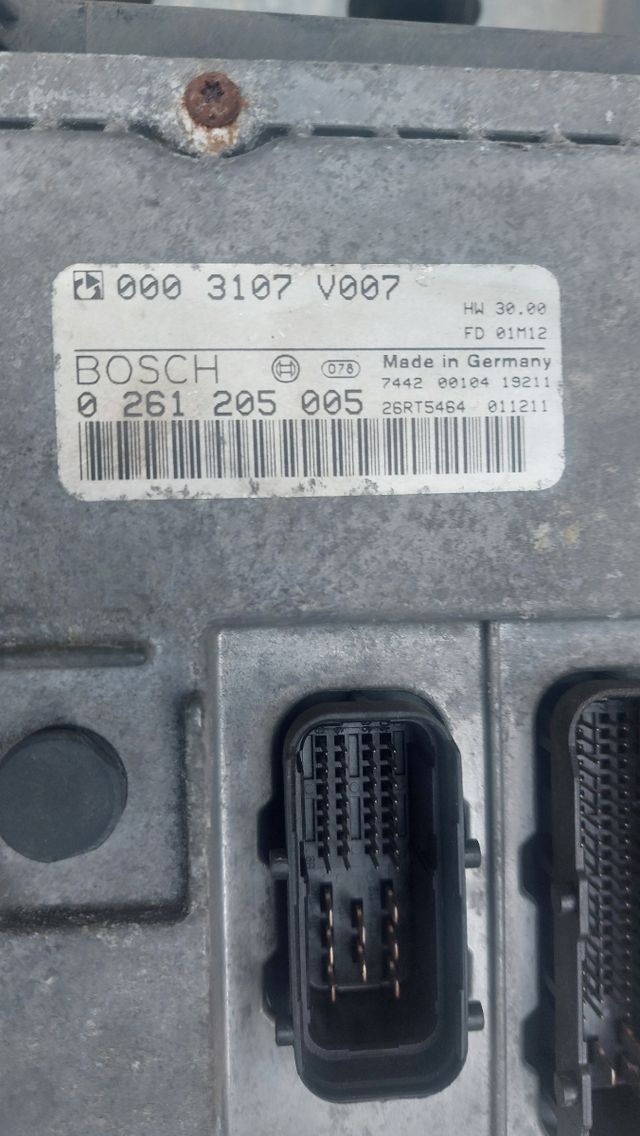 000 3107 V007
HW 30.00
FD 01M12
BOSCH 078 Made in Germany
7442 00104 19211
0 261 205 005 26RT5464 011211